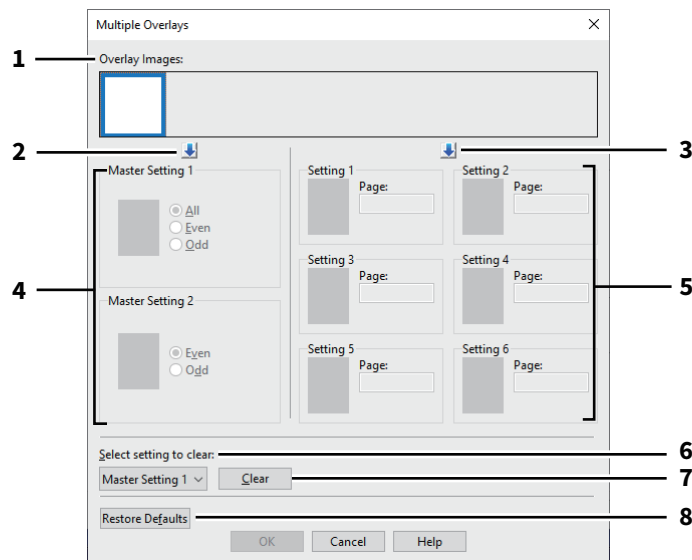 Multiple Overlays
1
Overlay Images:
2
3
Master Setting 1
All
Even
Odd
Setting 1
Page:
Setting 2
Page:
4
5
Setting 3
Page:
Setting 4
Page:
Master Setting 2
Even
Odd
Setting 5
Page:
Setting 6
Page:
Select setting to clear:
6
Master Setting 1
Clear
7
Restore Defaults
8
OK
Cancel
Help